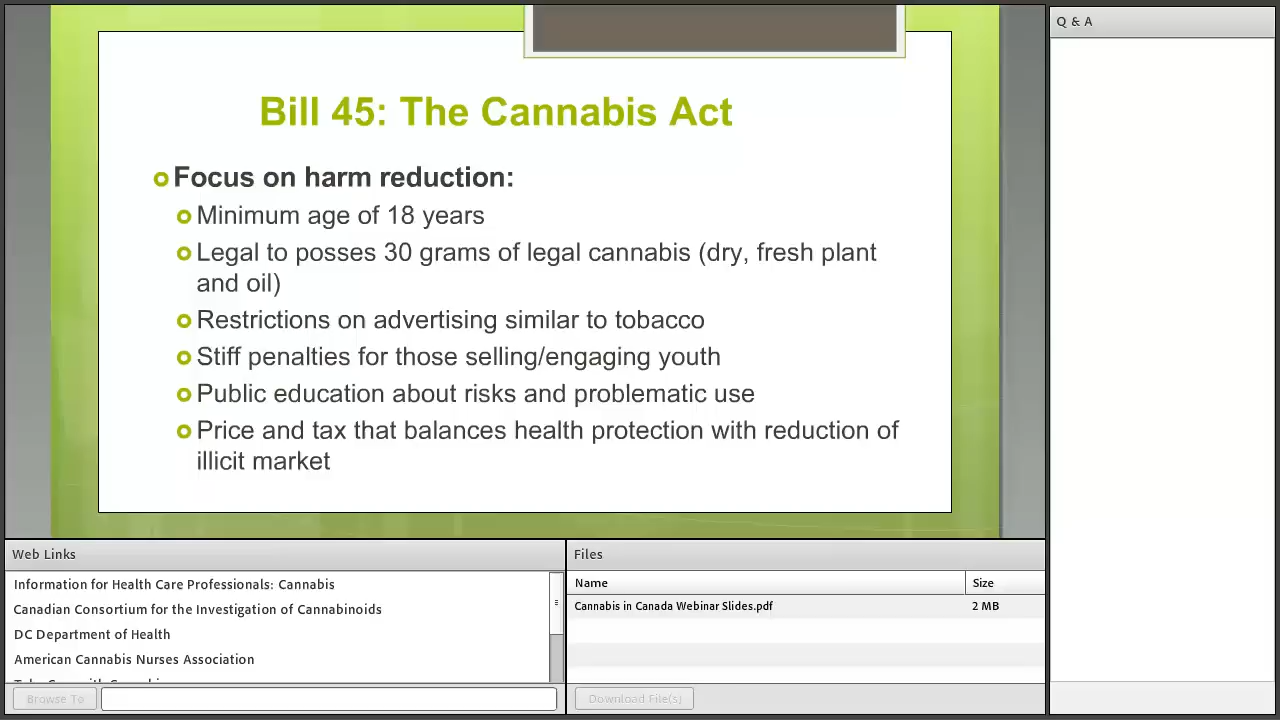 Bill 45: The Cannabis Act
Focus on harm reduction:
Minimum age of 18 years
Legal to posses 30 grams of legal cannabis (dry, fresh plant
and oil)
Restrictions on advertising similar to tobacco
Stiff penalties for those selling/engaging youth
Public education about risks and problematic use
Price and tax that balances health protection with reduction of
illicit market
Q & A
Web Links
Information for Health Care Professionals: Cannabis
Canadian Consortium for the Investigation of Cannabinoids
DC Department of Health
American Cannabis Nurses Association
Browse To
Files
Name Size
Cannabis in Canada Webinar Slides.pdf 2 MB
Download File(s)